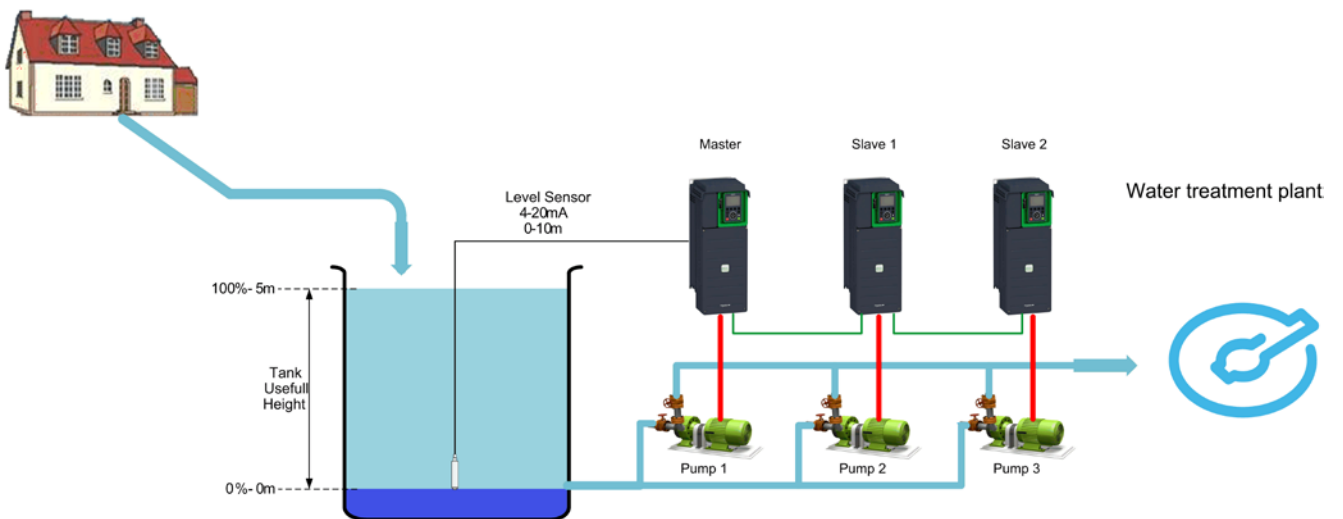 Master
Slave 1
Slave 2
Level Sensor
4-20mA
0-10m
Water treatment plant
100%- 5m
Tank
Usefull
Height
0%- 0m
Pump 1
Pump 2
Pump 3